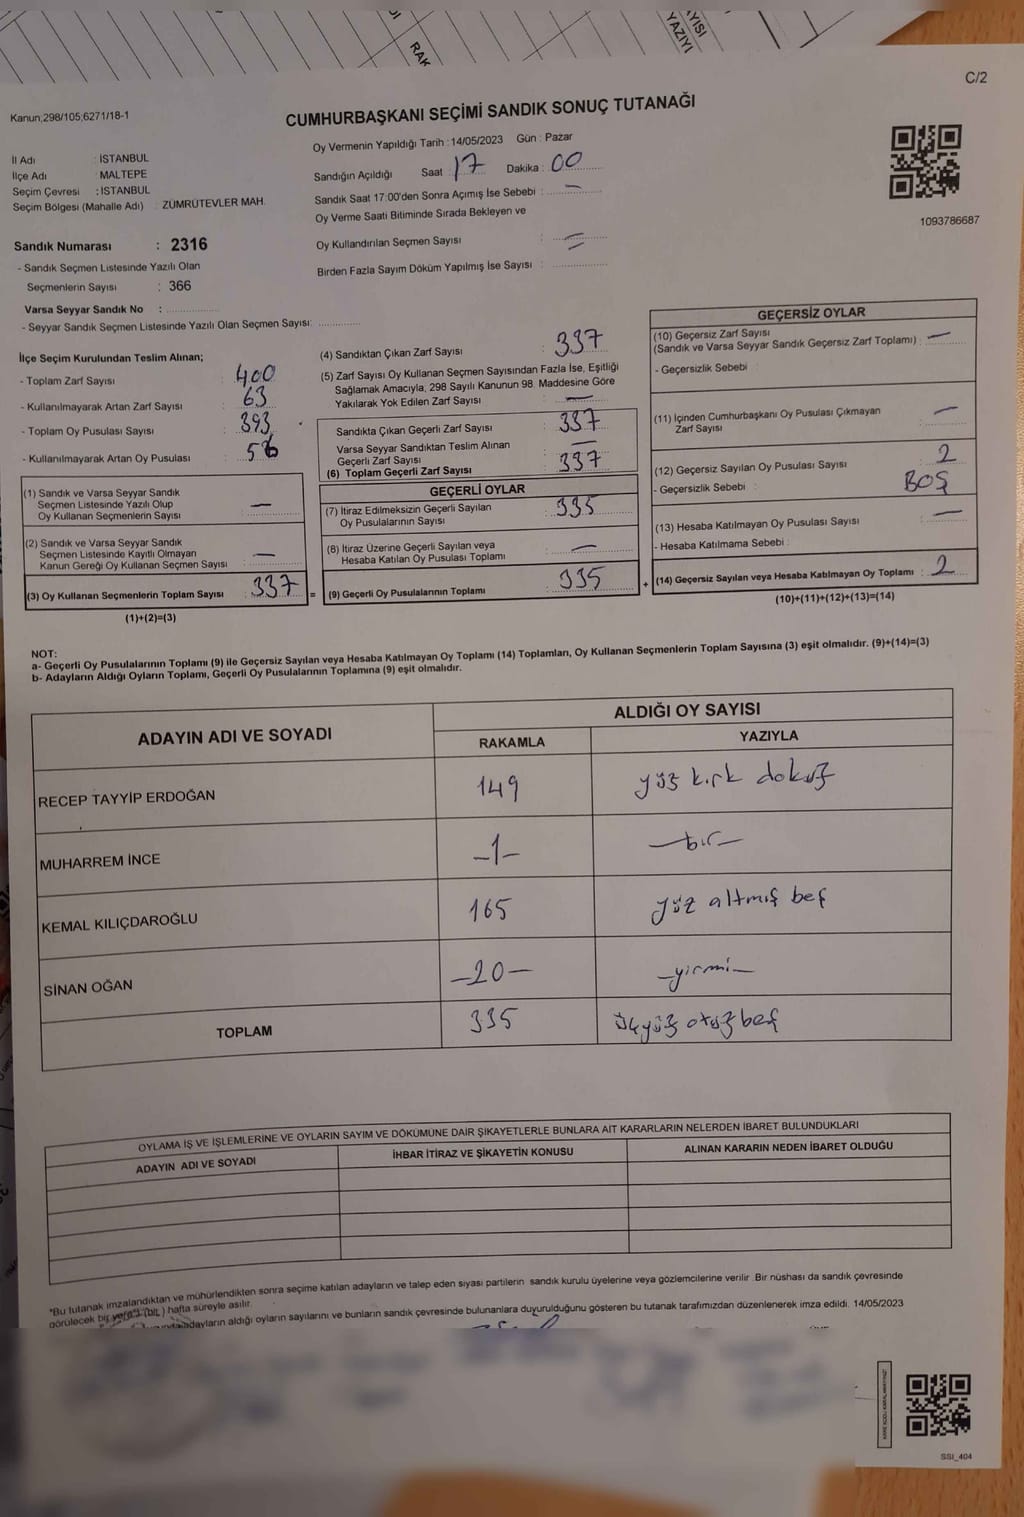 RAK
YAZIYI
AYISI
C/2
Kanun;298/105;6271/18-1
CUMHURBAŞKANI SEÇİMİ SANDIK SONUÇ TUTANAĞI
Oy Vermenin Yapıldığı Tarih : 14/05/2023 Gün : Pazar
İl Adı : İSTANBUL
İlçe Adı : MALTEPE
Seçim Çevresi : İSTANBUL
Seçim Bölgesi (Mahalle Adı) : ZÜMRÜTEVLER MAH.
Sandığın Açıldığı Saat : 17 Dakika : 00
Sandık Saat 17:00'den Sonra Açımış İse Sebebi : —
Oy Verme Saati Bitiminde Sırada Bekleyen ve
Oy Kullandırılan Seçmen Sayısı : =
Birden Fazla Sayım Döküm Yapılmış İse Sayısı :
1093786687
Sandık Numarası : 2316
- Sandık Seçmen Listesinde Yazılı Olan
Seçmenlerin Sayısı : 366
Varsa Seyyar Sandık No :
- Seyyar Sandık Seçmen Listesinde Yazılı Olan Seçmen Sayısı:
İlçe Seçim Kurulundan Teslim Alınan;
- Toplam Zarf Sayısı : 400
- Kullanılmayarak Artan Zarf Sayısı : 63
- Toplam Oy Pusulası Sayısı : 393
- Kullanılmayarak Artan Oy Pusulası :
(1) Sandık ve Varsa Seyyar Sandık
Seçmen Listesinde Yazılı Olup
Oy Kullanan Seçmenlerin Sayısı : —
(2) Sandık ve Varsa Seyyar Sandık
Seçmen Listesinde Kayıtlı Olmayan
Kanun Gereği Oy Kullanan Seçmen Sayısı : —
(3) Oy Kullanan Seçmenlerin Toplam Sayısı : 337 =
(1)+(2)=(3)
(4) Sandıktan Çıkan Zarf Sayısı : 337
(5) Zarf Sayısı Oy Kullanan Seçmen Sayısından Fazla İse, Eşitliği
Sağlamak Amacıyla, 298 Sayılı Kanunun 98. Maddesine Göre
Yakılarak Yok Edilen Zarf Sayısı : —
Sandıkta Çıkan Geçerli Zarf Sayısı : 337
Varsa Seyyar Sandıktan Teslim Alınan
Geçerli Zarf Sayısı : —
(6) Toplam Geçerli Zarf Sayısı : 337
GEÇERLİ OYLAR
(7) İtiraz Edilmeksizin Geçerli Sayılan
Oy Pusulalarının Sayısı : 335
(8) İtiraz Üzerine Geçerli Sayılan veya
Hesaba Katılan Oy Pusulası Toplamı : —
(9) Geçerli Oy Pusulalarının Toplamı : 335 +
GEÇERSİZ OYLAR
(10) Geçersiz Zarf Sayısı
(Sandık ve Varsa Seyyar Sandık Geçersiz Zarf Toplamı) : —
- Geçersizlik Sebebi :
(11) İçinden Cumhurbaşkanı Oy Pusulası Çıkmayan
Zarf Sayısı : —
(12) Geçersiz Sayılan Oy Pusulası Sayısı : 2
- Geçersizlik Sebebi : BOŞ
(13) Hesaba Katılmayan Oy Pusulası Sayısı : —
- Hesaba Katılmama Sebebi :
(14) Geçersiz Sayılan veya Hesaba Katılmayan Oy Toplamı : 2
(10)+(11)+(12)+(13)=(14)
NOT:
a- Geçerli Oy Pusulalarının Toplamı (9) ile Geçersiz Sayılan veya Hesaba Katılmayan Oy Toplamı (14) Toplamları, Oy Kullanan Seçmenlerin Toplam Sayısına (3) eşit olmalıdır. (9)+(14)=(3)
b- Adayların Aldığı Oyların Toplamı, Geçerli Oy Pusulalarının Toplamına (9) eşit olmalıdır.
ADAYIN ADI VE SOYADI
ALDIĞI OY SAYISI
RAKAMLA YAZIYLA
RECEP TAYYİP ERDOĞAN 149 yüz kırk dokuz
MUHARREM İNCE –1– –bir–
KEMAL KILIÇDAROĞLU 165 yüz altmış beş
SİNAN OĞAN –20– –yirmi–
TOPLAM 335 üçyüz otuz beş
OYLAMA İŞ VE İŞLEMLERİNE VE OYLARIN SAYIM VE DÖKÜMÜNE DAİR ŞİKAYETLERLE BUNLARA AİT KARARLARIN NELERDEN İBARET BULUNDUKLARI
ADAYIN ADI VE SOYADI İHBAR İTİRAZ VE ŞİKAYETİN KONUSU ALINAN KARARIN NEDEN İBARET OLDUĞU
*Bu tutanak imzalandıktan ve mühürlendikten sonra seçime katılan adayların ve talep eden siyasi partilerin sandık kurulu üyelerine veya gözlemcilerine verilir. Bir nüshası da sandık çevresinde
görülecek bir yere 1 (bir) hafta süreyle asılır.
adayların aldığı oyların sayılarını ve bunların sandık çevresinde bulunanlara duyurulduğunu gösteren bu tutanak tarafımızdan düzenlenerek imza edildi. 14/05/2023
SSI_404